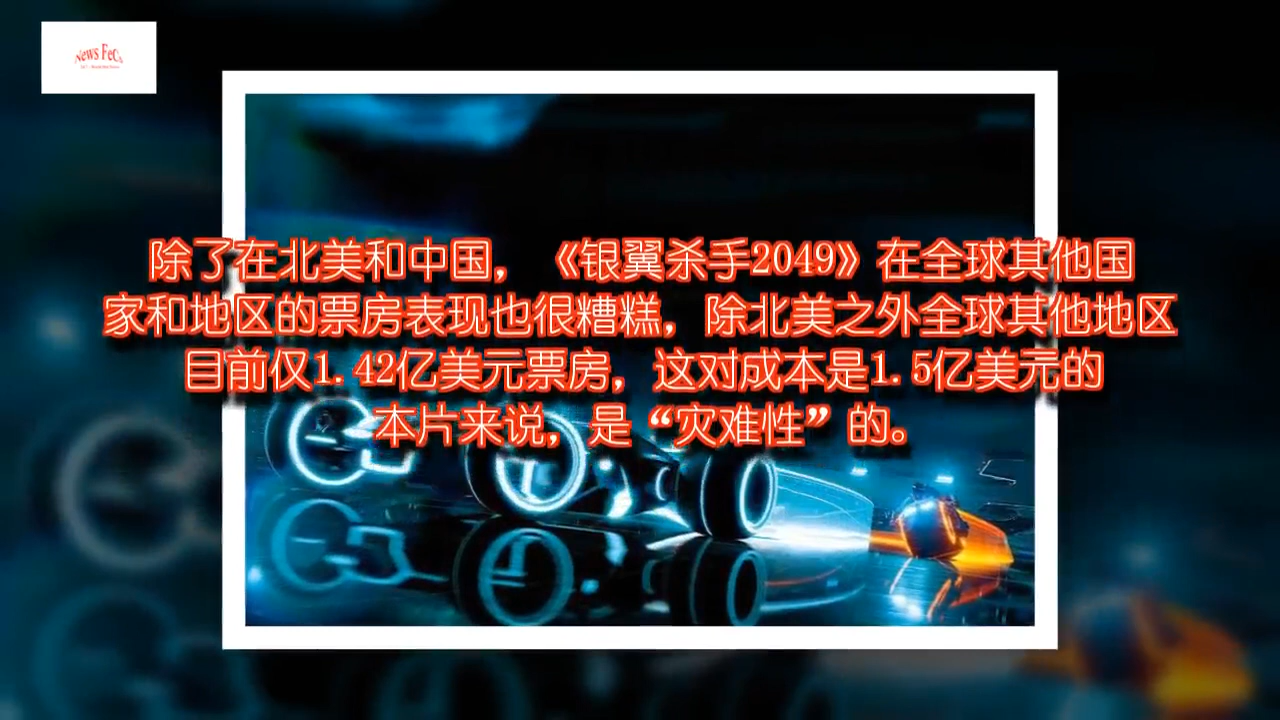 News Fec
除了在北美和中国，《银翼杀手2049》在全球其他国
家和地区的票房表现也很糟糕，除北美之外全球其他地区
目前仅1.42亿美元票房，这对成本是1.5亿美元的
本片来说，是“灾难性”的。